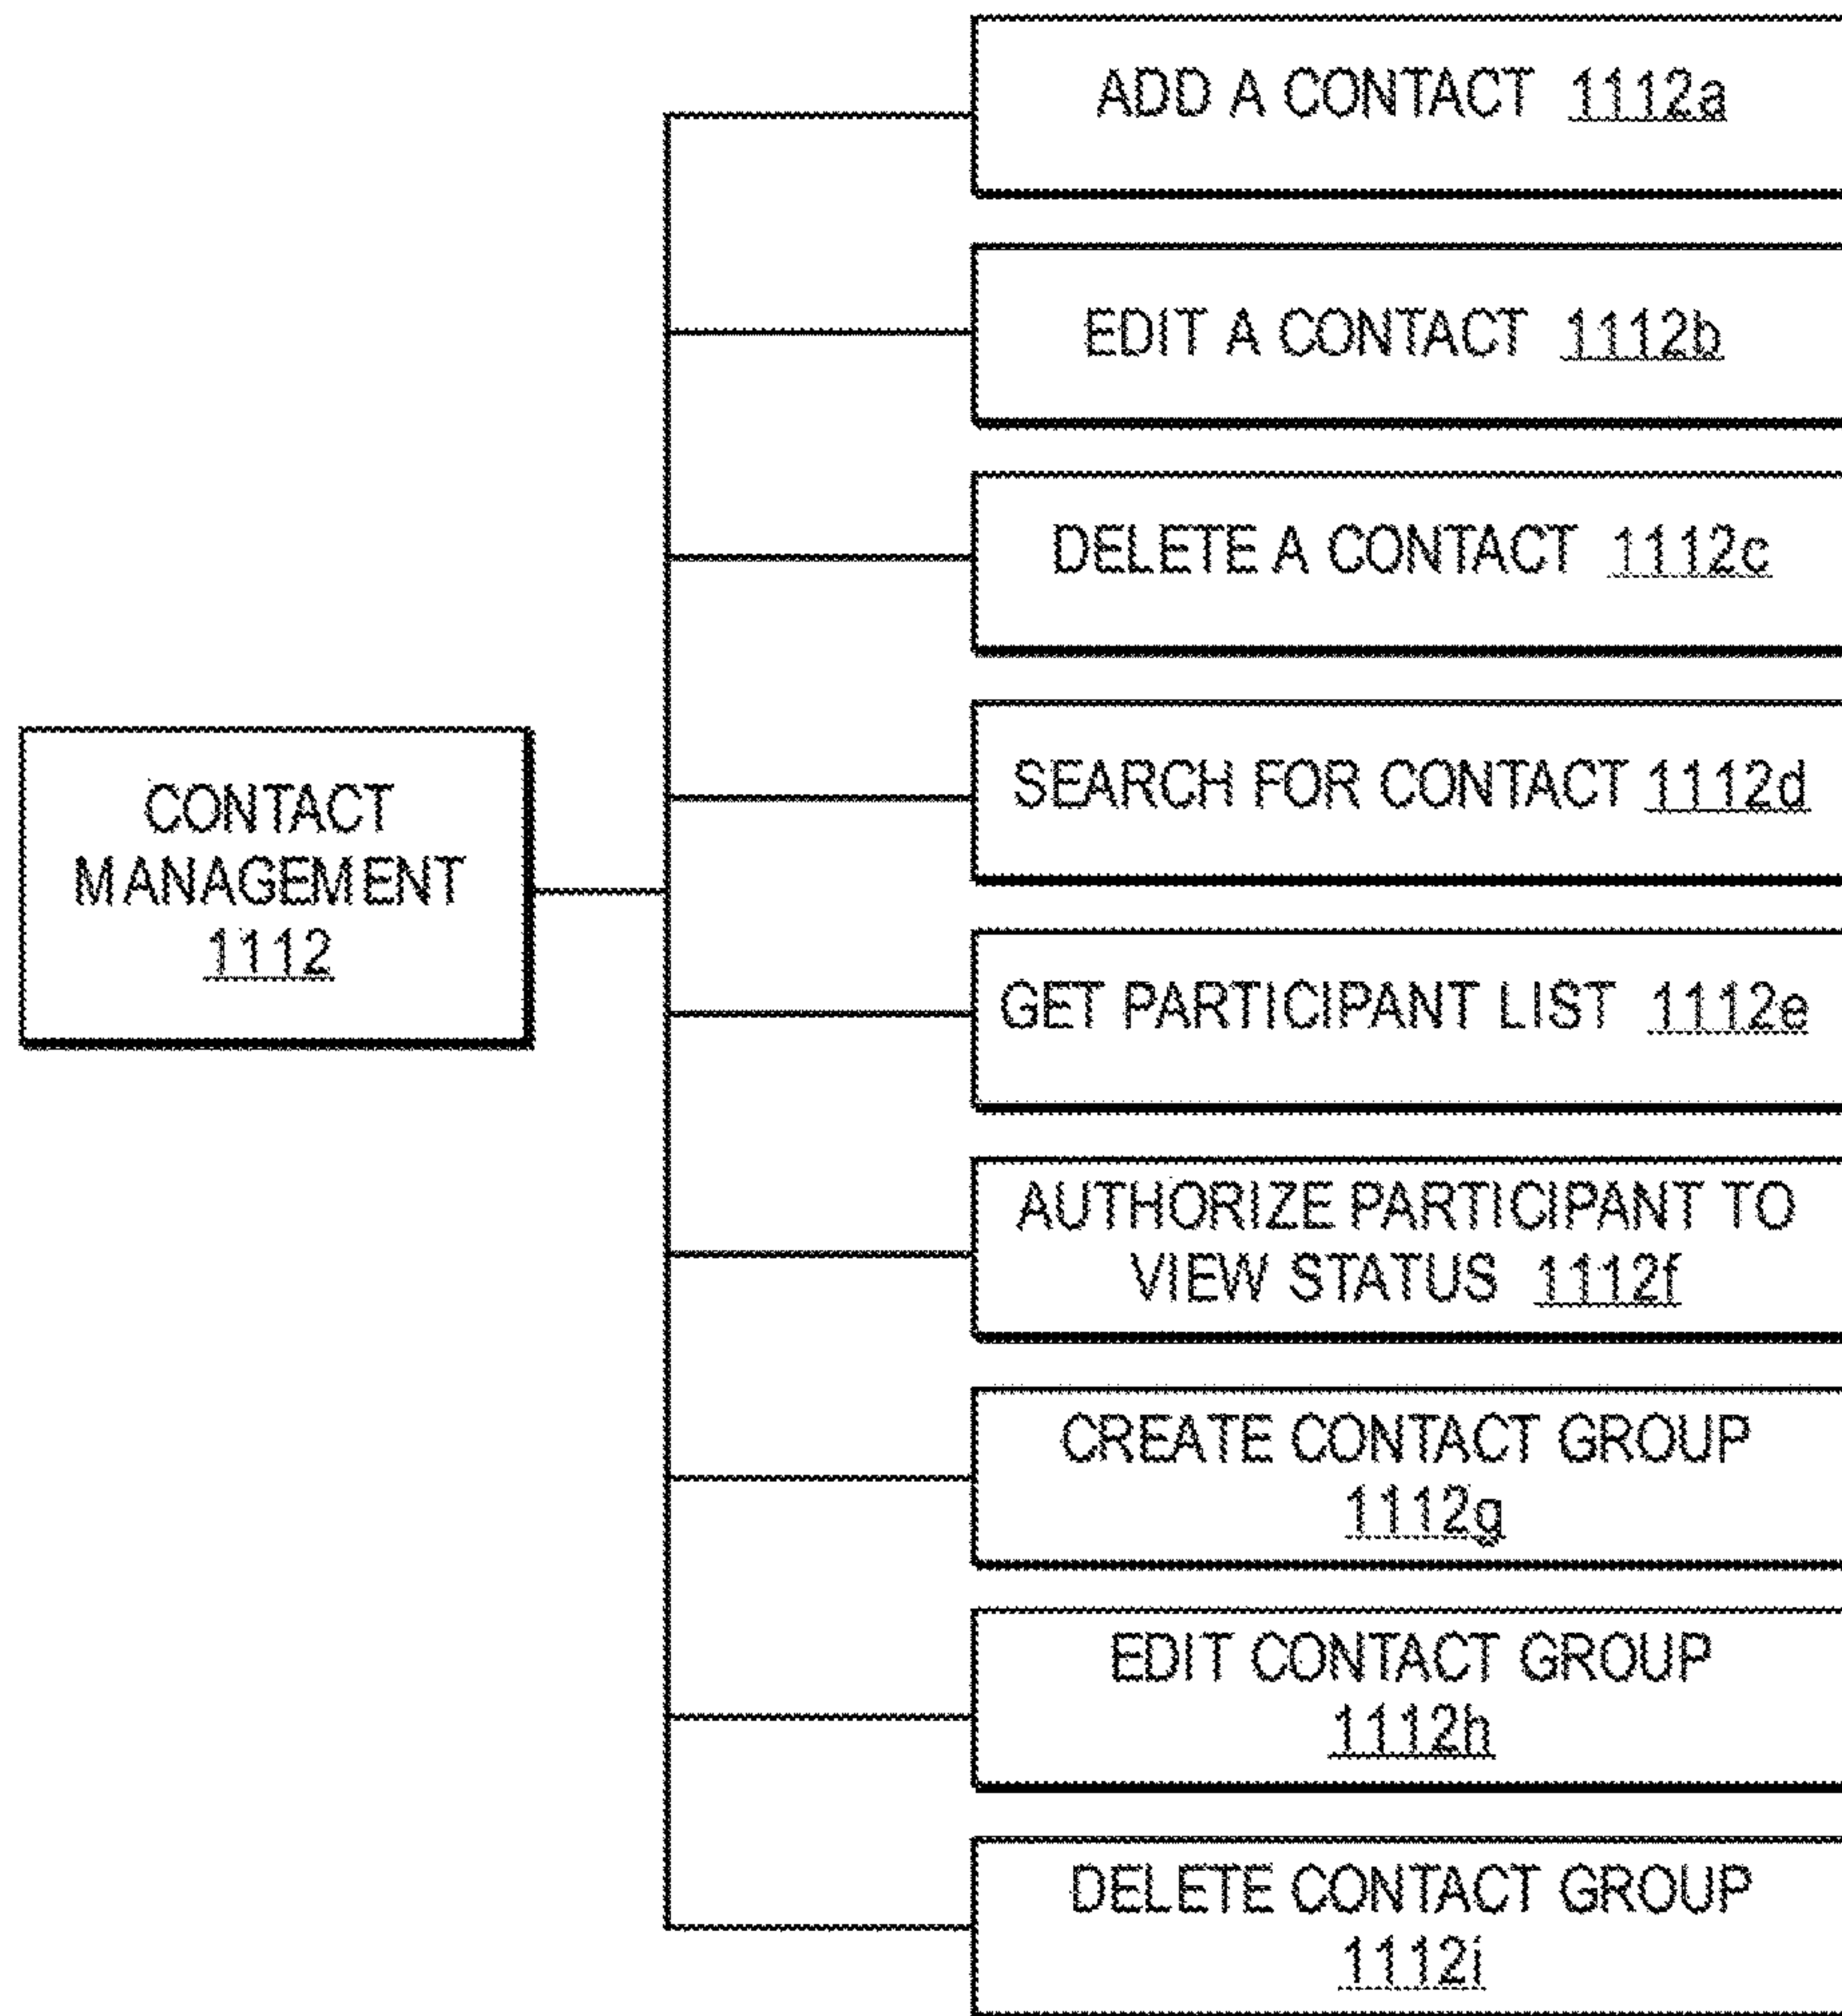 ADD A CONTACT 1112a
EDIT A CONTACT 1112b
DELETE A CONTACT 1112c
SEARCH FOR CONTACT 1112d
CONTACT
MANAGEMENT
1112
GET PARTICIPANT LIST 1112e
AUTHORIZE PARTICIPANT TO
VIEW STATUS 1112f
CREATE CONTACT GROUP
1112g
EDIT CONTACT GROUP
1112h
DELETE CONTACT GROUP
1112i